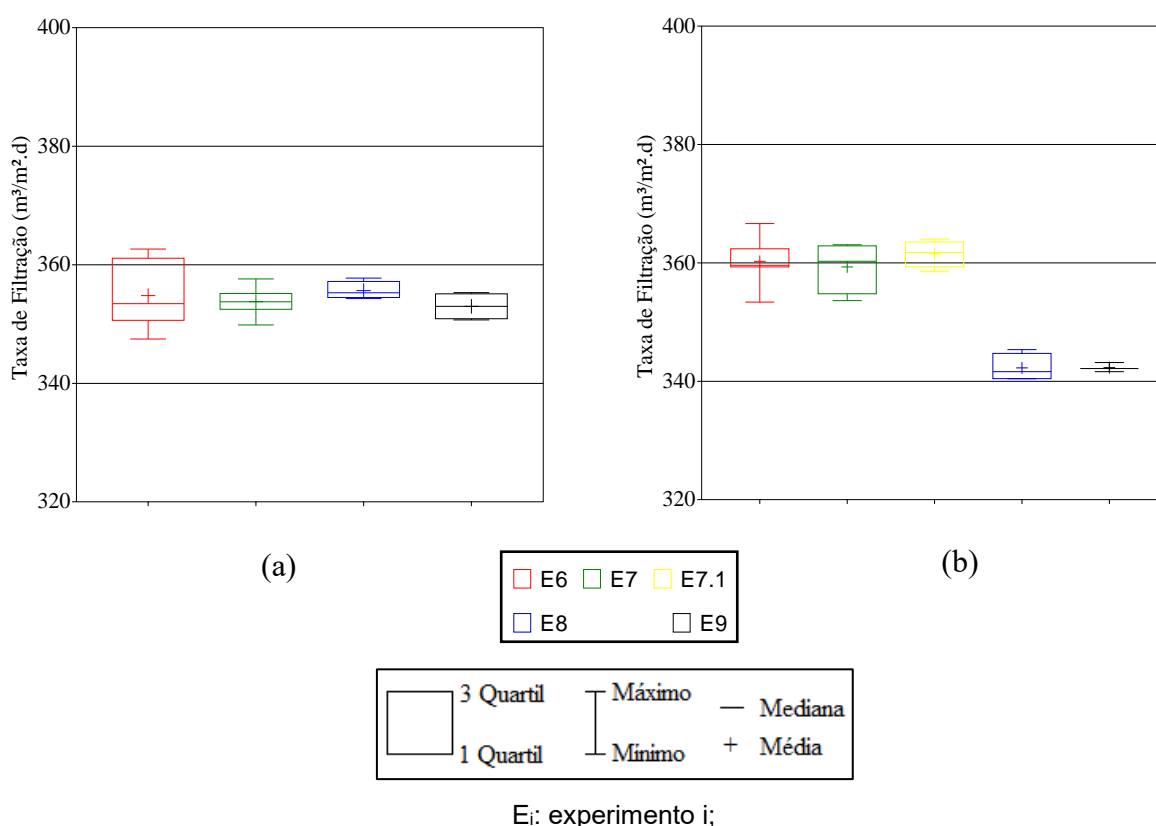 400
380
360
340
320
Taxa de Filtração (m³/m².d)
(a)
400
380
360
340
320
Taxa de Filtração (m³/m².d)
(b)
E6 E7 E7.1
E8 E9
3 Quartil Máximo — Mediana
1 Quartil Mínimo + Média
Ei: experimento i;